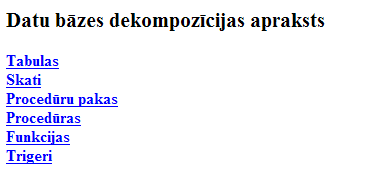 Datu bāzes dekompozīcijas apraksts
Tabulas
Skati
Procedūru pakas
Procedūras
Funkcijas
Trigeri